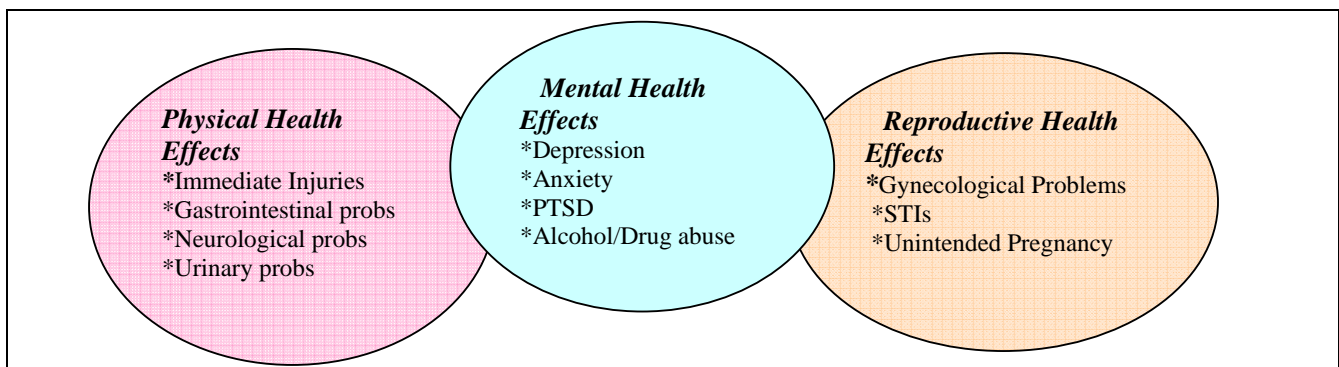 Physical Health
Effects
*Immediate Injuries
*Gastrointestinal probs
*Neurological probs
*Urinary probs
Mental Health
Effects
*Depression
*Anxiety
*PTSD
*Alcohol/Drug abuse
Reproductive Health
Effects
*Gynecological Problems
*STIs
*Unintended Pregnancy